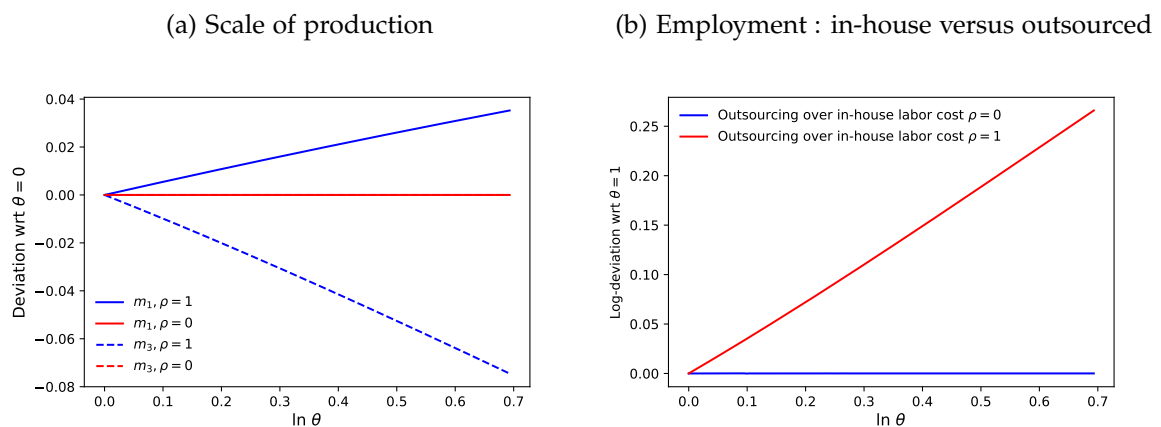 (a) Scale of production
(b) Employment : in-house versus outsourced
Deviation wrt θ = 0
0.04
0.02
0.00
−0.02
−0.04
−0.06
−0.08
m₁, ρ = 1
m₁, ρ = 0
m₃, ρ = 1
m₃, ρ = 0
0.0 0.1 0.2 0.3 0.4 0.5 0.6 0.7
ln θ
Log-deviation wrt θ = 1
0.25
0.20
0.15
0.10
0.05
0.00
Outsourcing over in-house labor cost ρ = 0
Outsourcing over in-house labor cost ρ = 1
0.0 0.1 0.2 0.3 0.4 0.5 0.6 0.7
ln θ